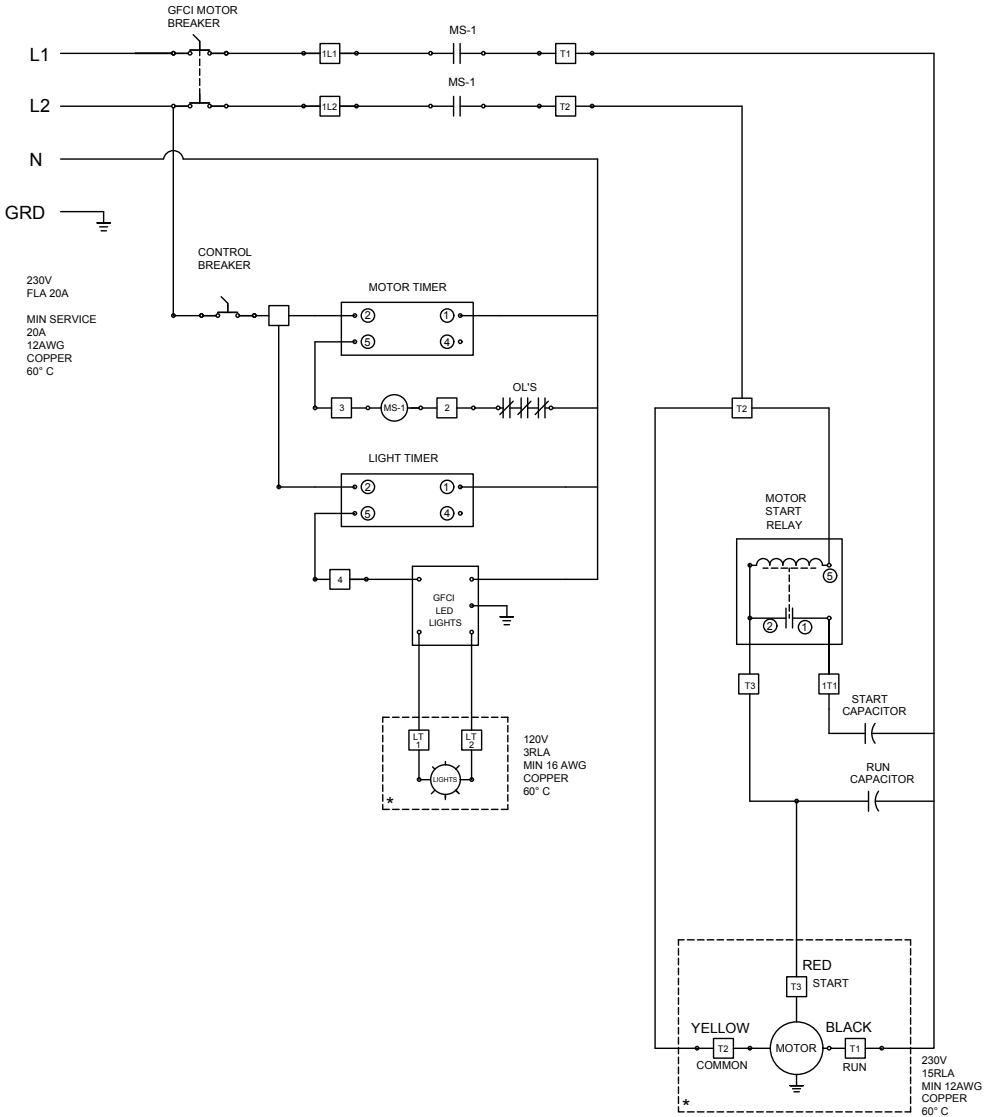 GFCI MOTOR
BREAKER
L1
1L1
MS-1
T1
L2
1L2
MS-1
T2
N
GRD
230V
FLA 20A
MIN SERVICE
20A
12AWG
COPPER
60° C
CONTROL
BREAKER
MOTOR TIMER
2
1
5
4
3
MS-1
2
OL'S
LIGHT TIMER
2
1
5
4
4
GFCI
LED
LIGHTS
LT
1
LT
2
LIGHTS
*
120V
3RLA
MIN 16 AWG
COPPER
60° C
T2
MOTOR
START
RELAY
5
2
1
T3
1T1
START
CAPACITOR
RUN
CAPACITOR
RED
T3
START
YELLOW
T2
COMMON
MOTOR
BLACK
T1
RUN
*
230V
15RLA
MIN 12AWG
COPPER
60° C